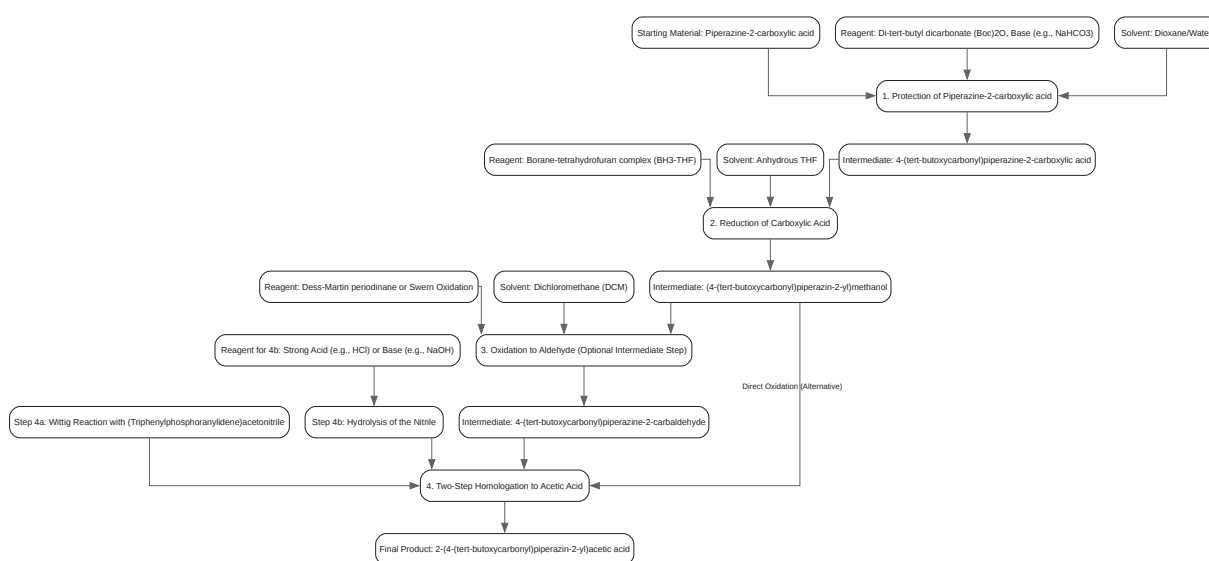 Starting Material: Piperazine-2-carboxylic acid
Reagent: Di-tert-butyl dicarbonate (Boc)2O, Base (e.g., NaHCO3)
Solvent: Dioxane/Wate
1. Protection of Piperazine-2-carboxylic acid
Reagent: Borane-tetrahydrofuran complex (BH3-THF)
Solvent: Anhydrous THF
Intermediate: 4-(tert-butoxycarbonyl)piperazine-2-carboxylic acid
2. Reduction of Carboxylic Acid
Reagent: Dess-Martin periodinane or Swern Oxidation
Solvent: Dichloromethane (DCM)
Intermediate: (4-(tert-butoxycarbonyl)piperazin-2-yl)methanol
Reagent for 4b: Strong Acid (e.g., HCl) or Base (e.g., NaOH)
3. Oxidation to Aldehyde (Optional Intermediate Step)
Direct Oxidation (Alternative)
Step 4a: Wittig Reaction with (Triphenylphosphoranylidene)acetonitrile
Step 4b: Hydrolysis of the Nitrile
Intermediate: 4-(tert-butoxycarbonyl)piperazine-2-carbaldehyde
4. Two-Step Homologation to Acetic Acid
Final Product: 2-(4-(tert-butoxycarbonyl)piperazin-2-yl)acetic acid